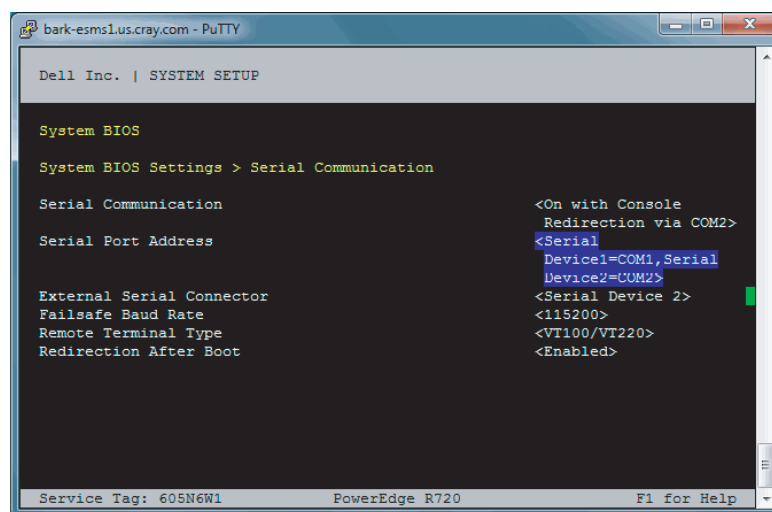 bark-esms1.us.cray.com - PuTTY
Dell Inc. | SYSTEM SETUP
System BIOS
System BIOS Settings > Serial Communication
Serial Communication <On with Console
Redirection via COM2>
Serial Port Address <Serial
Device1=COM1,Serial
Device2=COM2>
External Serial Connector <Serial Device 2>
Failsafe Baud Rate <115200>
Remote Terminal Type <VT100/VT220>
Redirection After Boot <Enabled>
Service Tag: 605N6W1 PowerEdge R720 F1 for Help